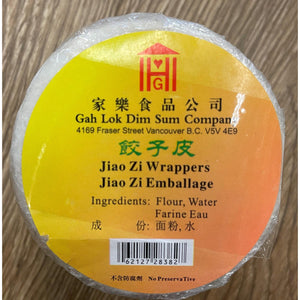 HG
家樂食品公司
Gah Lok Dim Sum Company
4169 Fraser Street Vancouver B.C. V5V 4E9
餃子皮
Jiao Zi Wrappers
Jiao Zi Emballage
Ingredients: Flour, Water
Farine Eau
成 份: 面粉, 水
62127 28382
不含防腐劑 - No PreservaTive